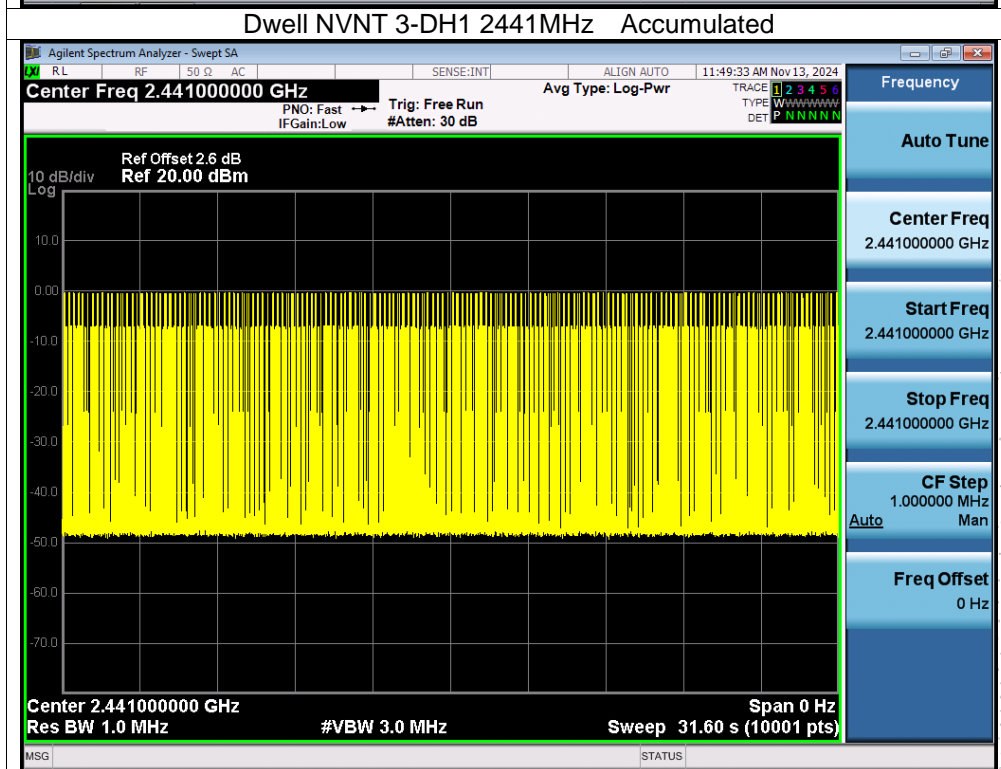 Dwell NVNT 3-DH1 2441MHz Accumulated
Agilent Spectrum Analyzer - Swept SA
LXI RL RF 50 Ω AC SENSE:INT ALIGN AUTO 11:49:33 AM Nov 13, 2024
Center Freq 2.441000000 GHz
PNO: Fast
IFGain:Low
Trig: Free Run
#Atten: 30 dB
Avg Type: Log-Pwr
TRACE 1 2 3 4 5 6
TYPE WWWWWWW
DET P N N N N N
Ref Offset 2.6 dB
10 dB/div Ref 20.00 dBm
Log
10.0
0.00
-10.0
-20.0
-30.0
-40.0
-50.0
-60.0
-70.0
Center 2.441000000 GHz Span 0 Hz
Res BW 1.0 MHz #VBW 3.0 MHz Sweep 31.60 s (10001 pts)
MSG STATUS
Frequency
Auto Tune
Center Freq
2.441000000 GHz
Start Freq
2.441000000 GHz
Stop Freq
2.441000000 GHz
CF Step
1.000000 MHz
Auto Man
Freq Offset
0 Hz